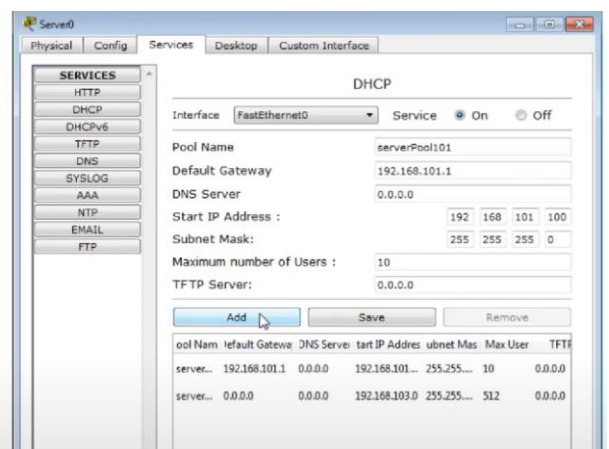 Server0
Physical Config Services Desktop Custom Interface
SERVICES
HTTP
DHCP
DHCPv6
TFTP
DNS
SYSLOG
AAA
NTP
EMAIL
FTP
DHCP
Interface FastEthernet0 Service On Off
Pool Name serverPool101
Default Gateway 192.168.101.1
DNS Server 0.0.0.0
Start IP Address : 192 168 101 100
Subnet Mask: 255 255 255 0
Maximum number of Users : 10
TFTP Server: 0.0.0.0
Add Save Remove
ool Nam efault Gatewa DNS Server tart IP Addres ubnet Mas Max User TFTF
server... 192.168.101.1 0.0.0.0 192.168.101... 255.255.... 10 0.0.0.0
server... 0.0.0.0 0.0.0.0 192.168.103.0 255.255.... 512 0.0.0.0